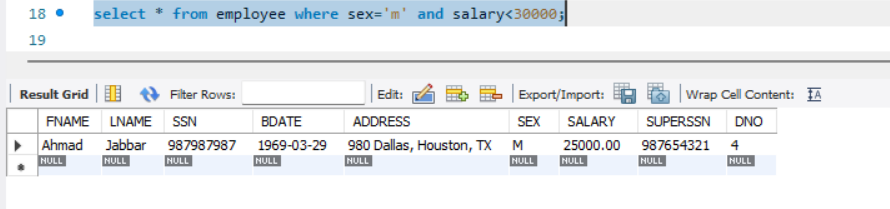 18 select * from employee where sex='m' and salary<30000;
19
Result Grid Filter Rows: Edit: Export/Import: Wrap Cell Content:
FNAME LNAME SSN BDATE ADDRESS SEX SALARY SUPERSSN DNO
Ahmad Jabbar 987987987 1969-03-29 980 Dallas, Houston, TX M 25000.00 987654321 4
NULL NULL NULL NULL NULL NULL NULL NULL NULL